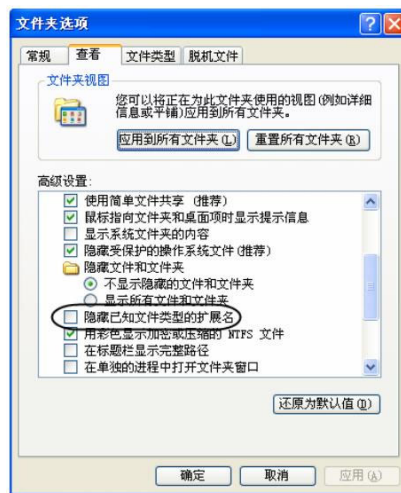 文件夹选项
常规 查看 文件类型 脱机文件
文件夹视图
您可以将正在为此文件夹使用的视图(例如详细
信息或平铺)应用到所有文件夹。
应用到所有文件夹(L) 重置所有文件夹(R)
高级设置:
使用简单文件共享 (推荐)
鼠标指向文件夹和桌面项时显示提示信息
显示系统文件夹的内容
隐藏受保护的操作系统文件(推荐)
隐藏文件和文件夹
不显示隐藏的文件和文件夹
显示所有文件和文件夹
隐藏已知文件类型的扩展名
用彩色显示加密或压缩的 NTFS 文件
在标题栏显示完整路径
在单独的进程中打开文件夹窗口
还原为默认值(D)
确定 取消 应用(A)